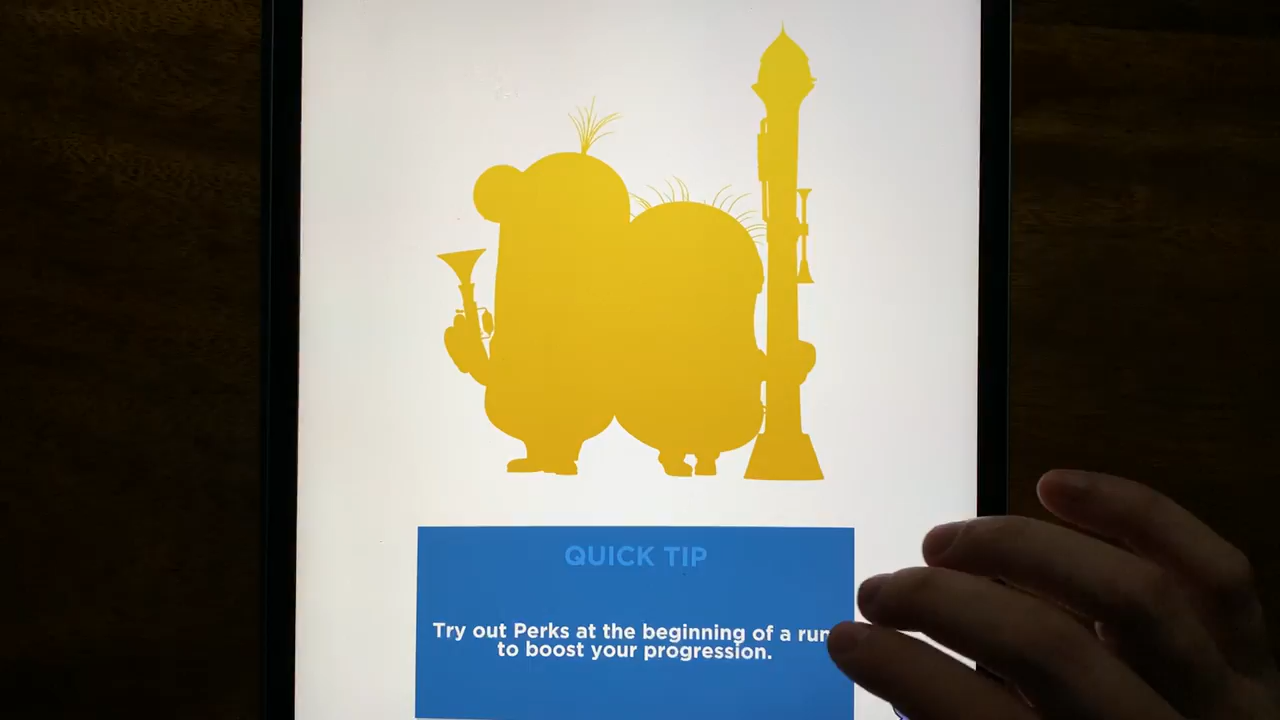 QUICK TIP
Try out Perks at the beginning of a run
to boost your progression.